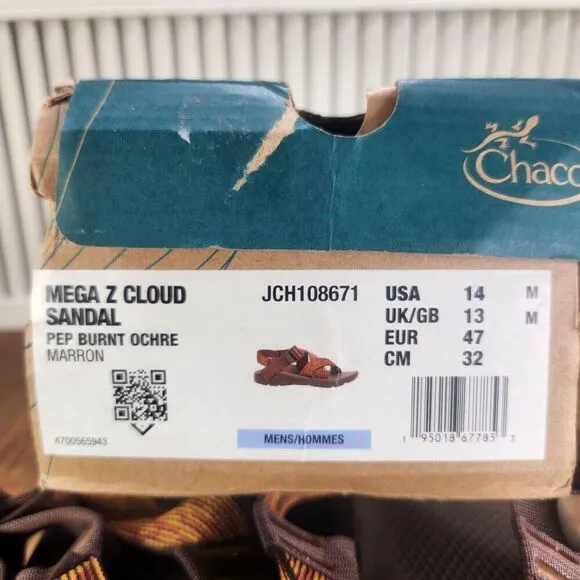 Chaco
MEGA Z CLOUD
SANDAL
PEP BURNT OCHRE
MARRON
4700565943
JCH108671
MENS/HOMMES
USA 14 M
UK/GB 13 M
EUR 47
CM 32
1 95018 67785 3